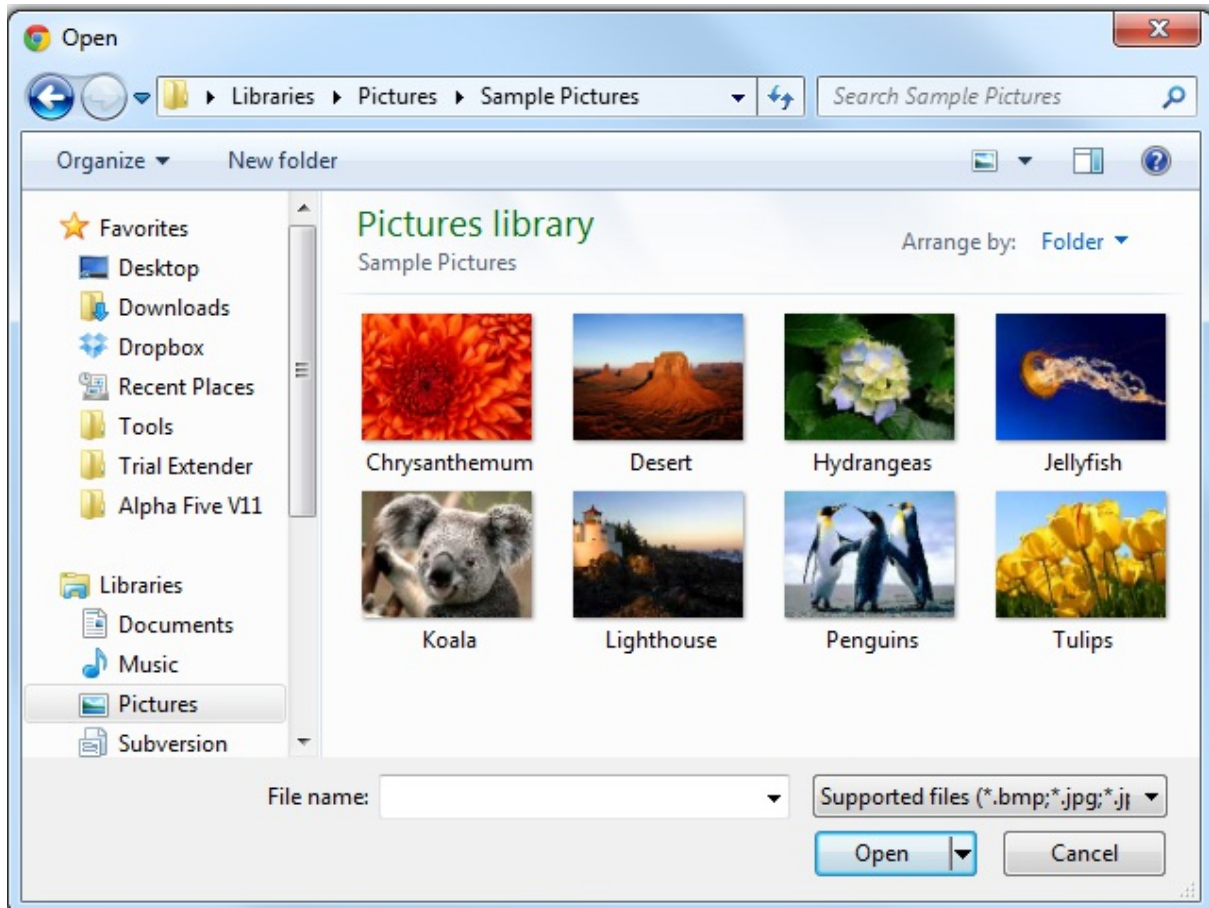 Open
Libraries Pictures Sample Pictures
Search Sample Pictures
Organize New folder
Favorites
Desktop
Downloads
Dropbox
Recent Places
Tools
Trial Extender
Alpha Five V11
Libraries
Documents
Music
Pictures
Subversion
Pictures library
Sample Pictures
Arrange by: Folder
Chrysanthemum Desert Hydrangeas Jellyfish
Koala Lighthouse Penguins Tulips
File name:
Supported files (*.bmp;*.jpg;*.j
Open Cancel